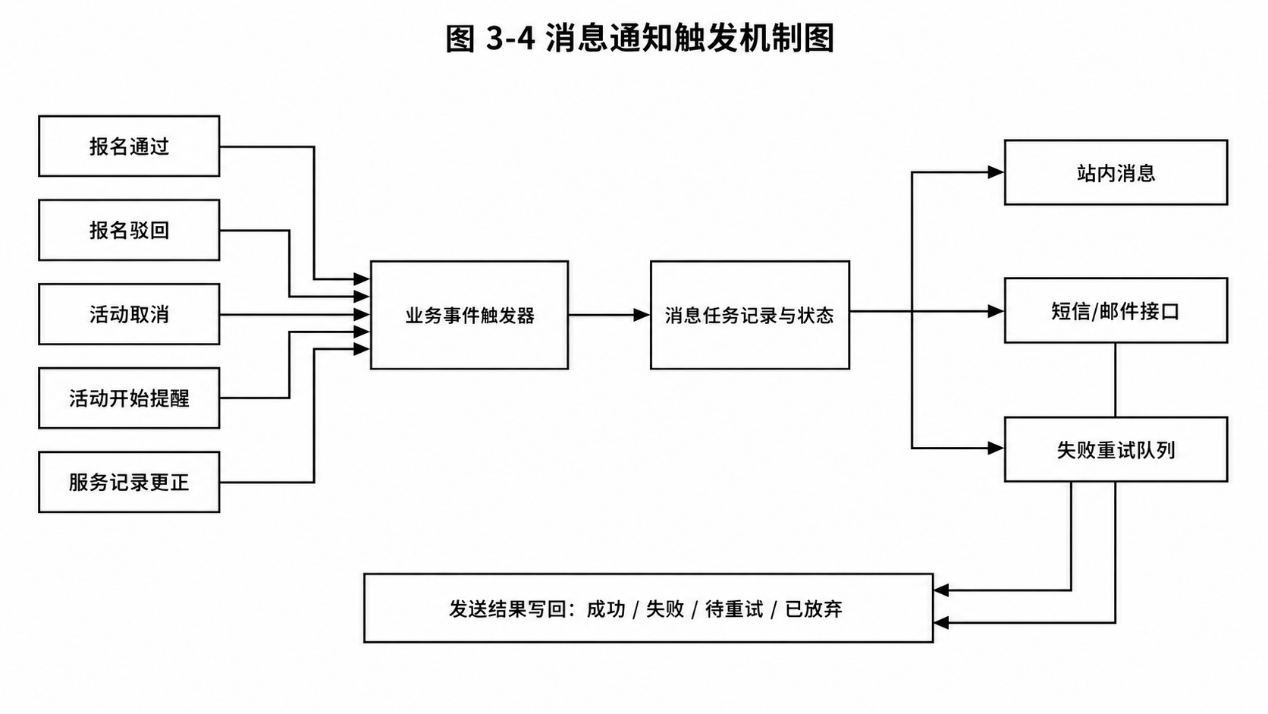 图 3-4 消息通知触发机制图
报名通过
报名驳回
活动取消
活动开始提醒
服务记录更正
业务事件触发器
消息任务记录与状态
站内消息
短信/邮件接口
失败重试队列
发送结果写回：成功 / 失败 / 待重试 / 已放弃